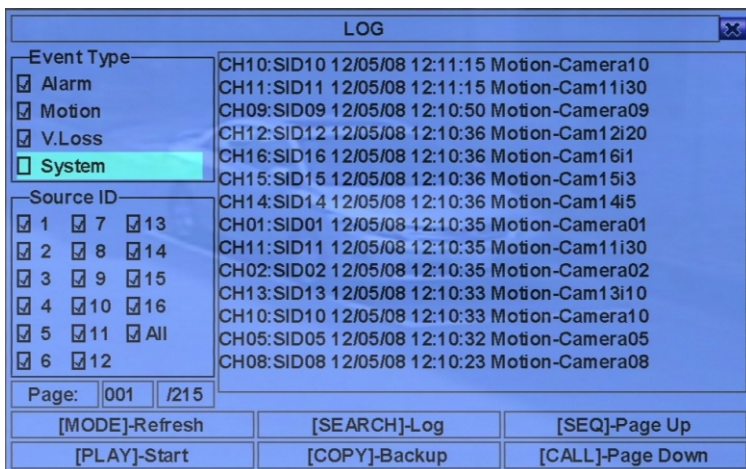 LOG
Event Type
Alarm
Motion
V.Loss
System
Source ID
1 7 13
2 8 14
3 9 15
4 10 16
5 11 All
6 12
Page: 001 /215
CH10:SID10 12/05/08 12:11:15 Motion-Camera10
CH11:SID11 12/05/08 12:11:15 Motion-Cam11i30
CH09:SID09 12/05/08 12:10:50 Motion-Camera09
CH12:SID12 12/05/08 12:10:36 Motion-Cam12i20
CH16:SID16 12/05/08 12:10:36 Motion-Cam16i1
CH15:SID15 12/05/08 12:10:36 Motion-Cam15i3
CH14:SID14 12/05/08 12:10:36 Motion-Cam14i5
CH01:SID01 12/05/08 12:10:35 Motion-Camera01
CH11:SID11 12/05/08 12:10:35 Motion-Cam11i30
CH02:SID02 12/05/08 12:10:35 Motion-Camera02
CH13:SID13 12/05/08 12:10:33 Motion-Cam13i10
CH10:SID10 12/05/08 12:10:33 Motion-Camera10
CH05:SID05 12/05/08 12:10:32 Motion-Camera05
CH08:SID08 12/05/08 12:10:23 Motion-Camera08
[MODE]-Refresh [SEARCH]-Log [SEQ]-Page Up
[PLAY]-Start [COPY]-Backup [CALL]-Page Down